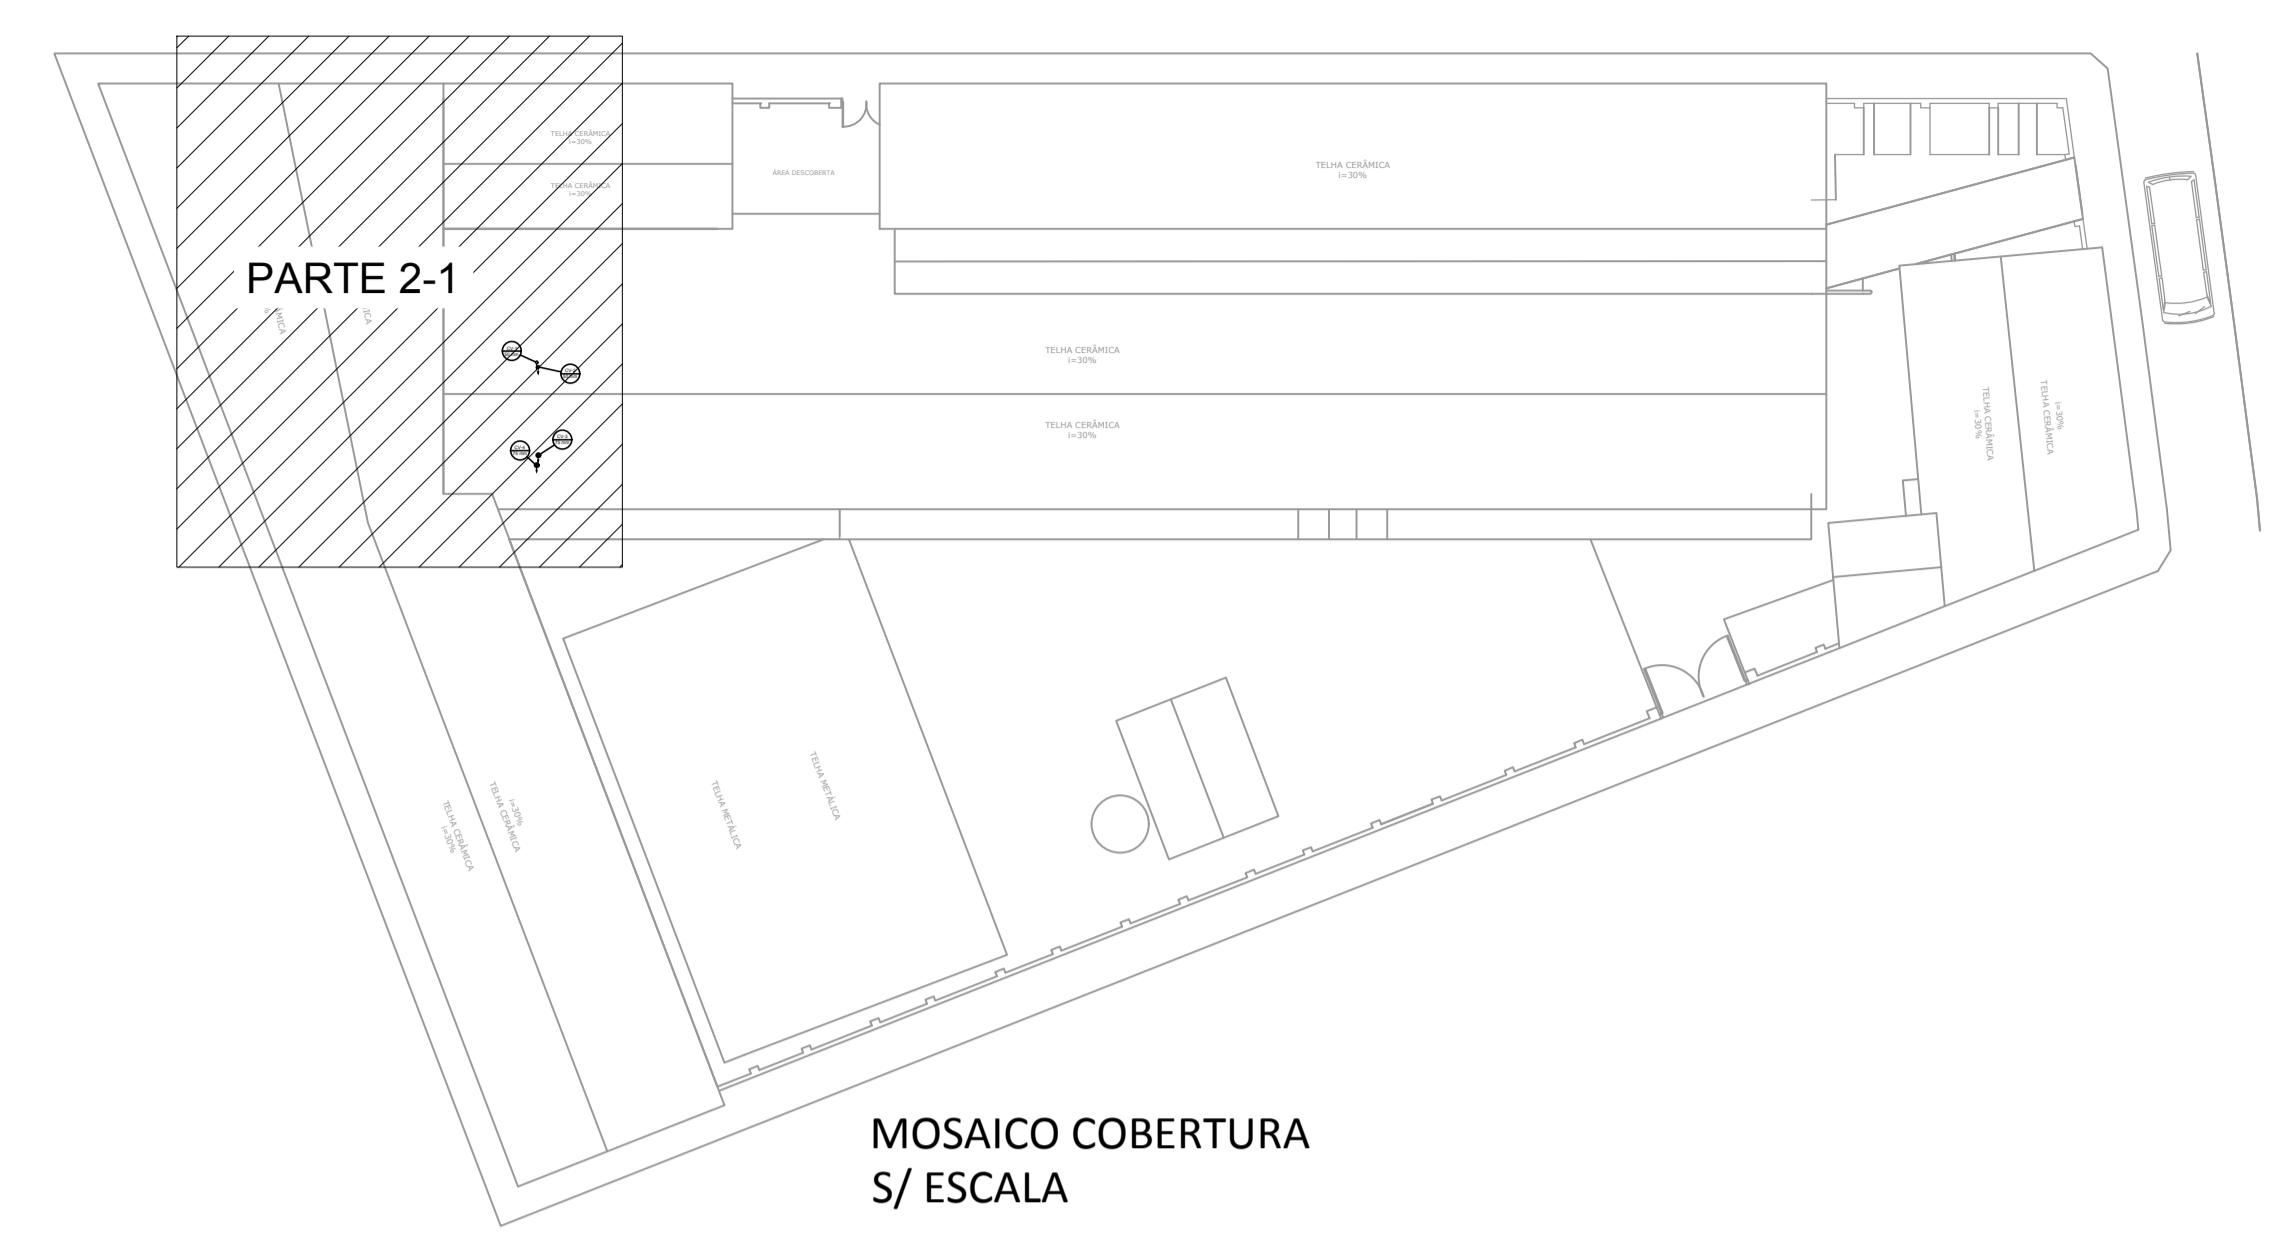 TELHA CERÂMICA
i=30%
TELHA CERÂMICA
i=30%
ÁREA DESCOBERTA
TELHA CERÂMICA
i=30%
PARTE 2-1
TELHA CERÂMICA
i=30%
TELHA CERÂMICA
i=30%
TELHA CERÂMICA
i=30%
i=30%
TELHA CERÂMICA
TELHA CERÂMICA
i=30%
i=30%
TELHA CERÂMICA
TELHA METÁLICA
TELHA METÁLICA
MOSAICO COBERTURA
S/ ESCALA